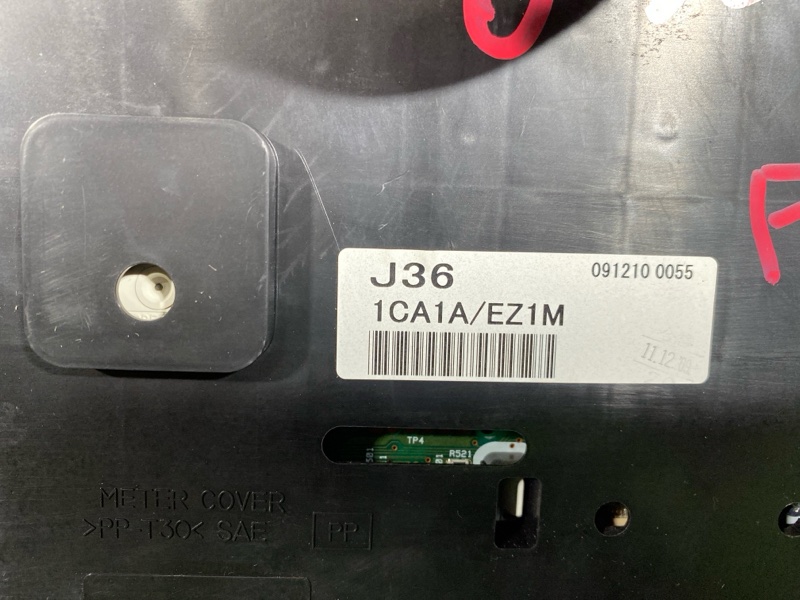 J36
091210 0055
1CA1A/EZ1M
11.12
TP4
R521
METER COVER
>PP-T30< SAE
PP